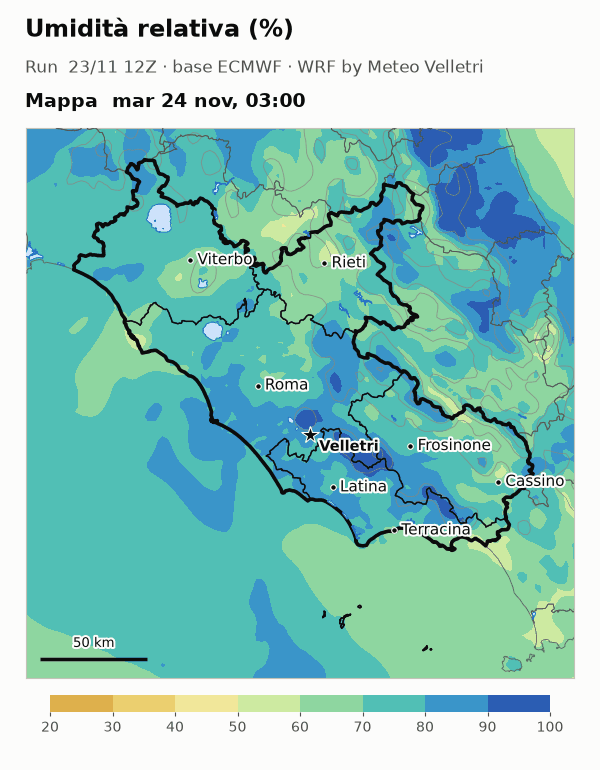 Umidità relativa (%)
Run  23/11 12Z · base ECMWF · WRF by Meteo Velletri
Mappa  mar 24 nov, 03:00
Viterbo
Rieti
Roma
Velletri
Frosinone
Cassino
Latina
Terracina
50 km
20 30 40 50 60 70 80 90 100